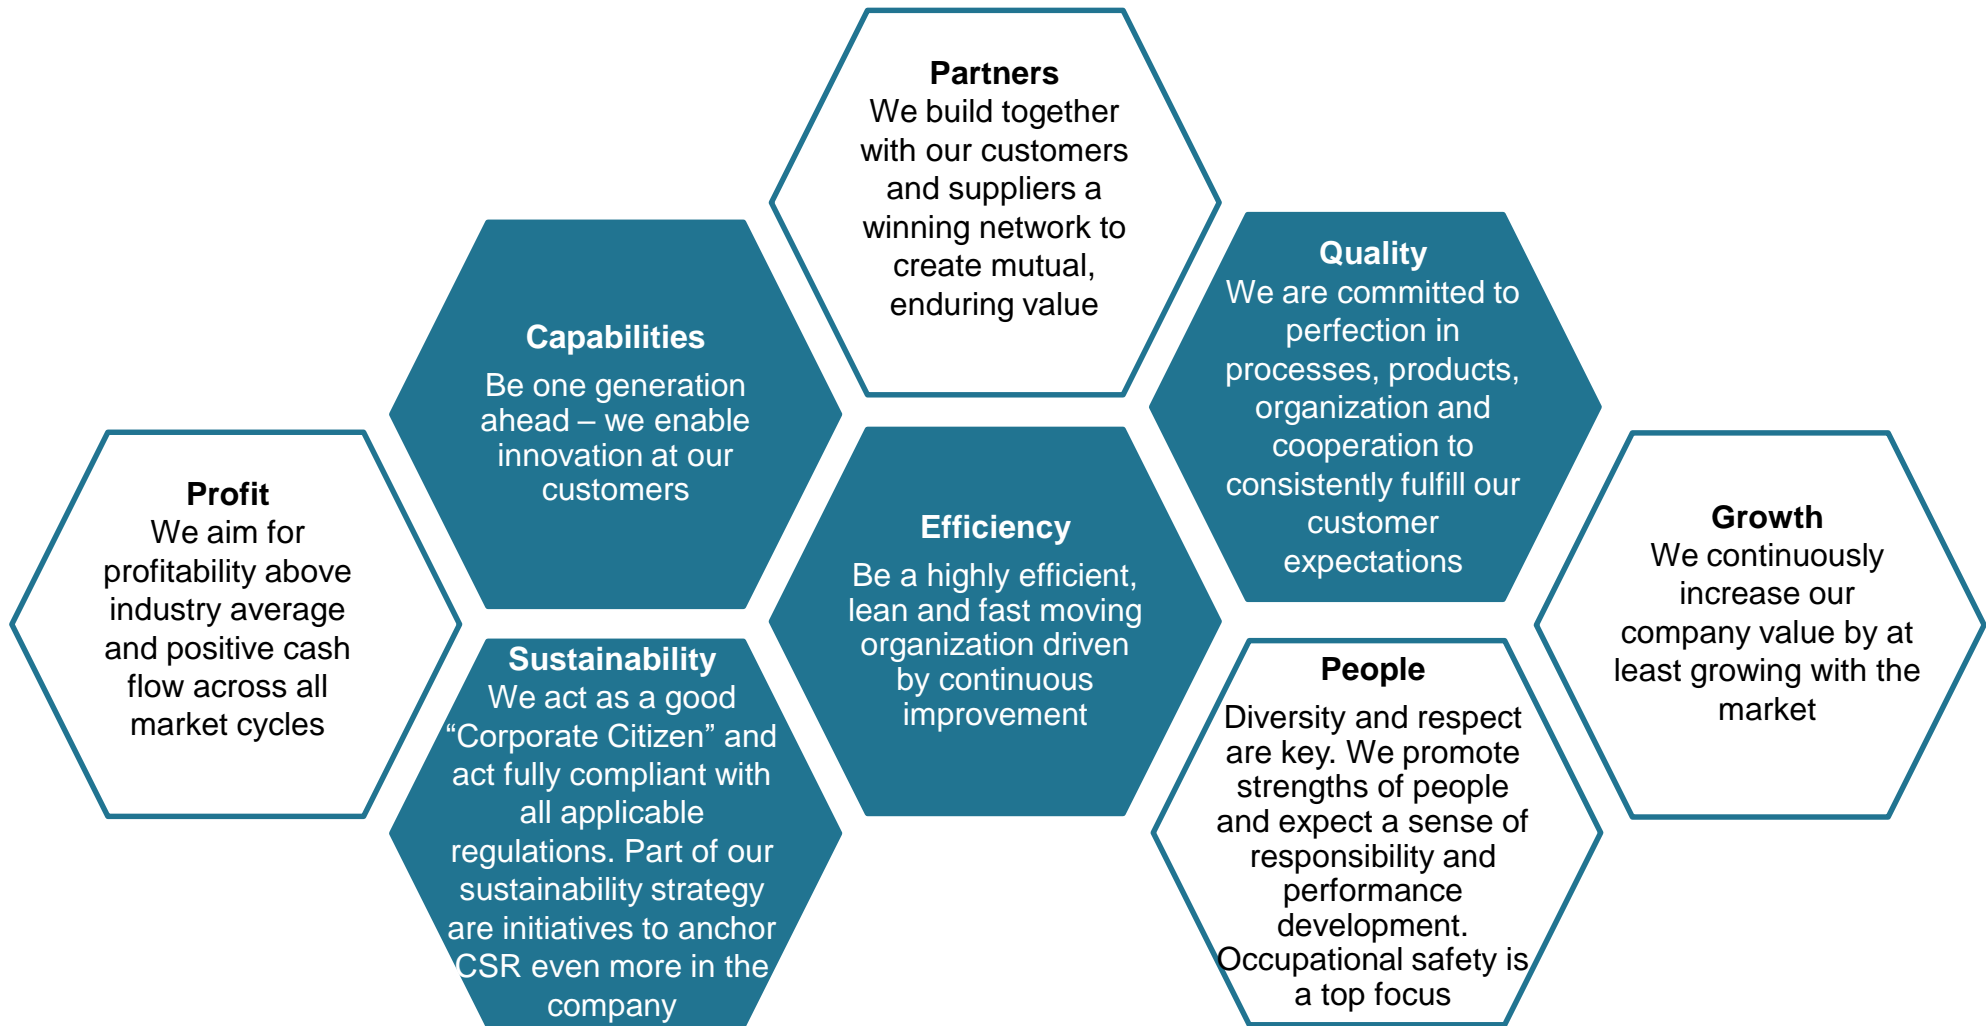 Partners
We build together
with our customers
and suppliers a
winning network to
create mutual,
enduring value
Capabilities
Be one generation
ahead – we enable
innovation at our
customers
Quality
We are committed to
perfection in
processes, products,
organization and
cooperation to
consistently fulfill our
customer
expectations
Profit
We aim for
profitability above
industry average
and positive cash
flow across all
market cycles
Efficiency
Be a highly efficient,
lean and fast moving
organization driven
by continuous
improvement
Growth
We continuously
increase our
company value by at
least growing with the
market
Sustainability
We act as a good
“Corporate Citizen” and
act fully compliant with
all applicable
regulations. Part of our
sustainability strategy
are initiatives to anchor
CSR even more in the
company
People
Diversity and respect
are key. We promote
strengths of people
and expect a sense of
responsibility and
performance
development.
Occupational safety is
a top focus